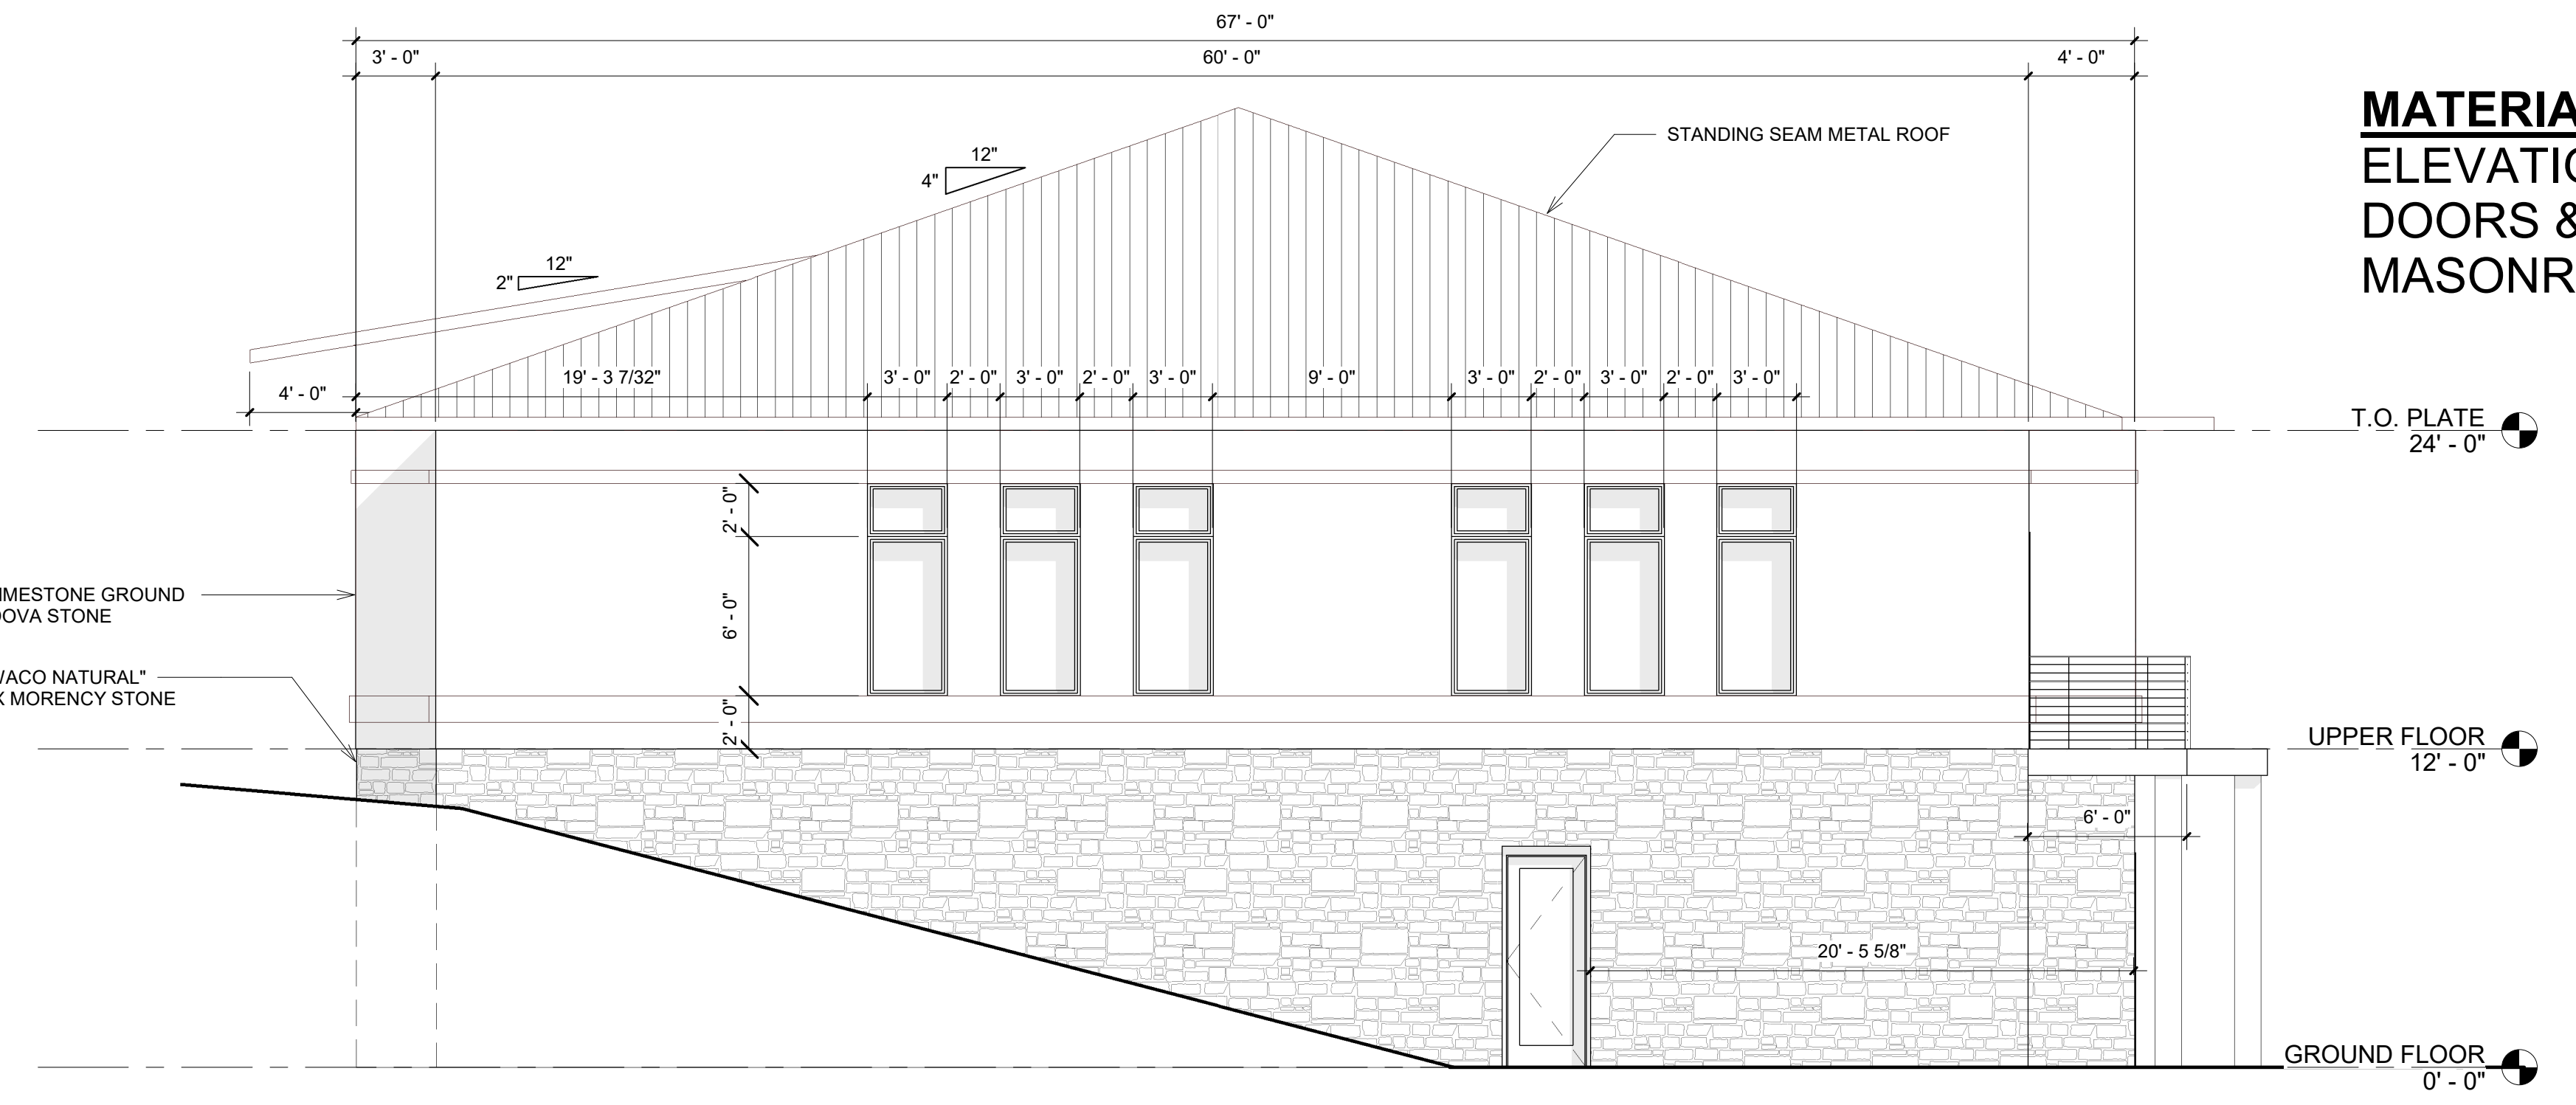 67' - 0"
3' - 0"
60' - 0"
4' - 0"
MATERIA
ELEVATIO
DOORS &
MASONR
STANDING SEAM METAL ROOF
12"
4"
12"
2"
4' - 0"
19' - 3 7/32"
3' - 0"
2' - 0"
3' - 0"
2' - 0"
3' - 0"
9' - 0"
3' - 0"
2' - 0"
3' - 0"
2' - 0"
3' - 0"
T.O. PLATE
24' - 0"
2' - 0"
6' - 0"
2' - 0"
IMESTONE GROUND
OVA STONE
ACO NATURAL"
X MORENCY STONE
UPPER FLOOR
12' - 0"
6' - 0"
20' - 5 5/8"
GROUND FLOOR
0' - 0"